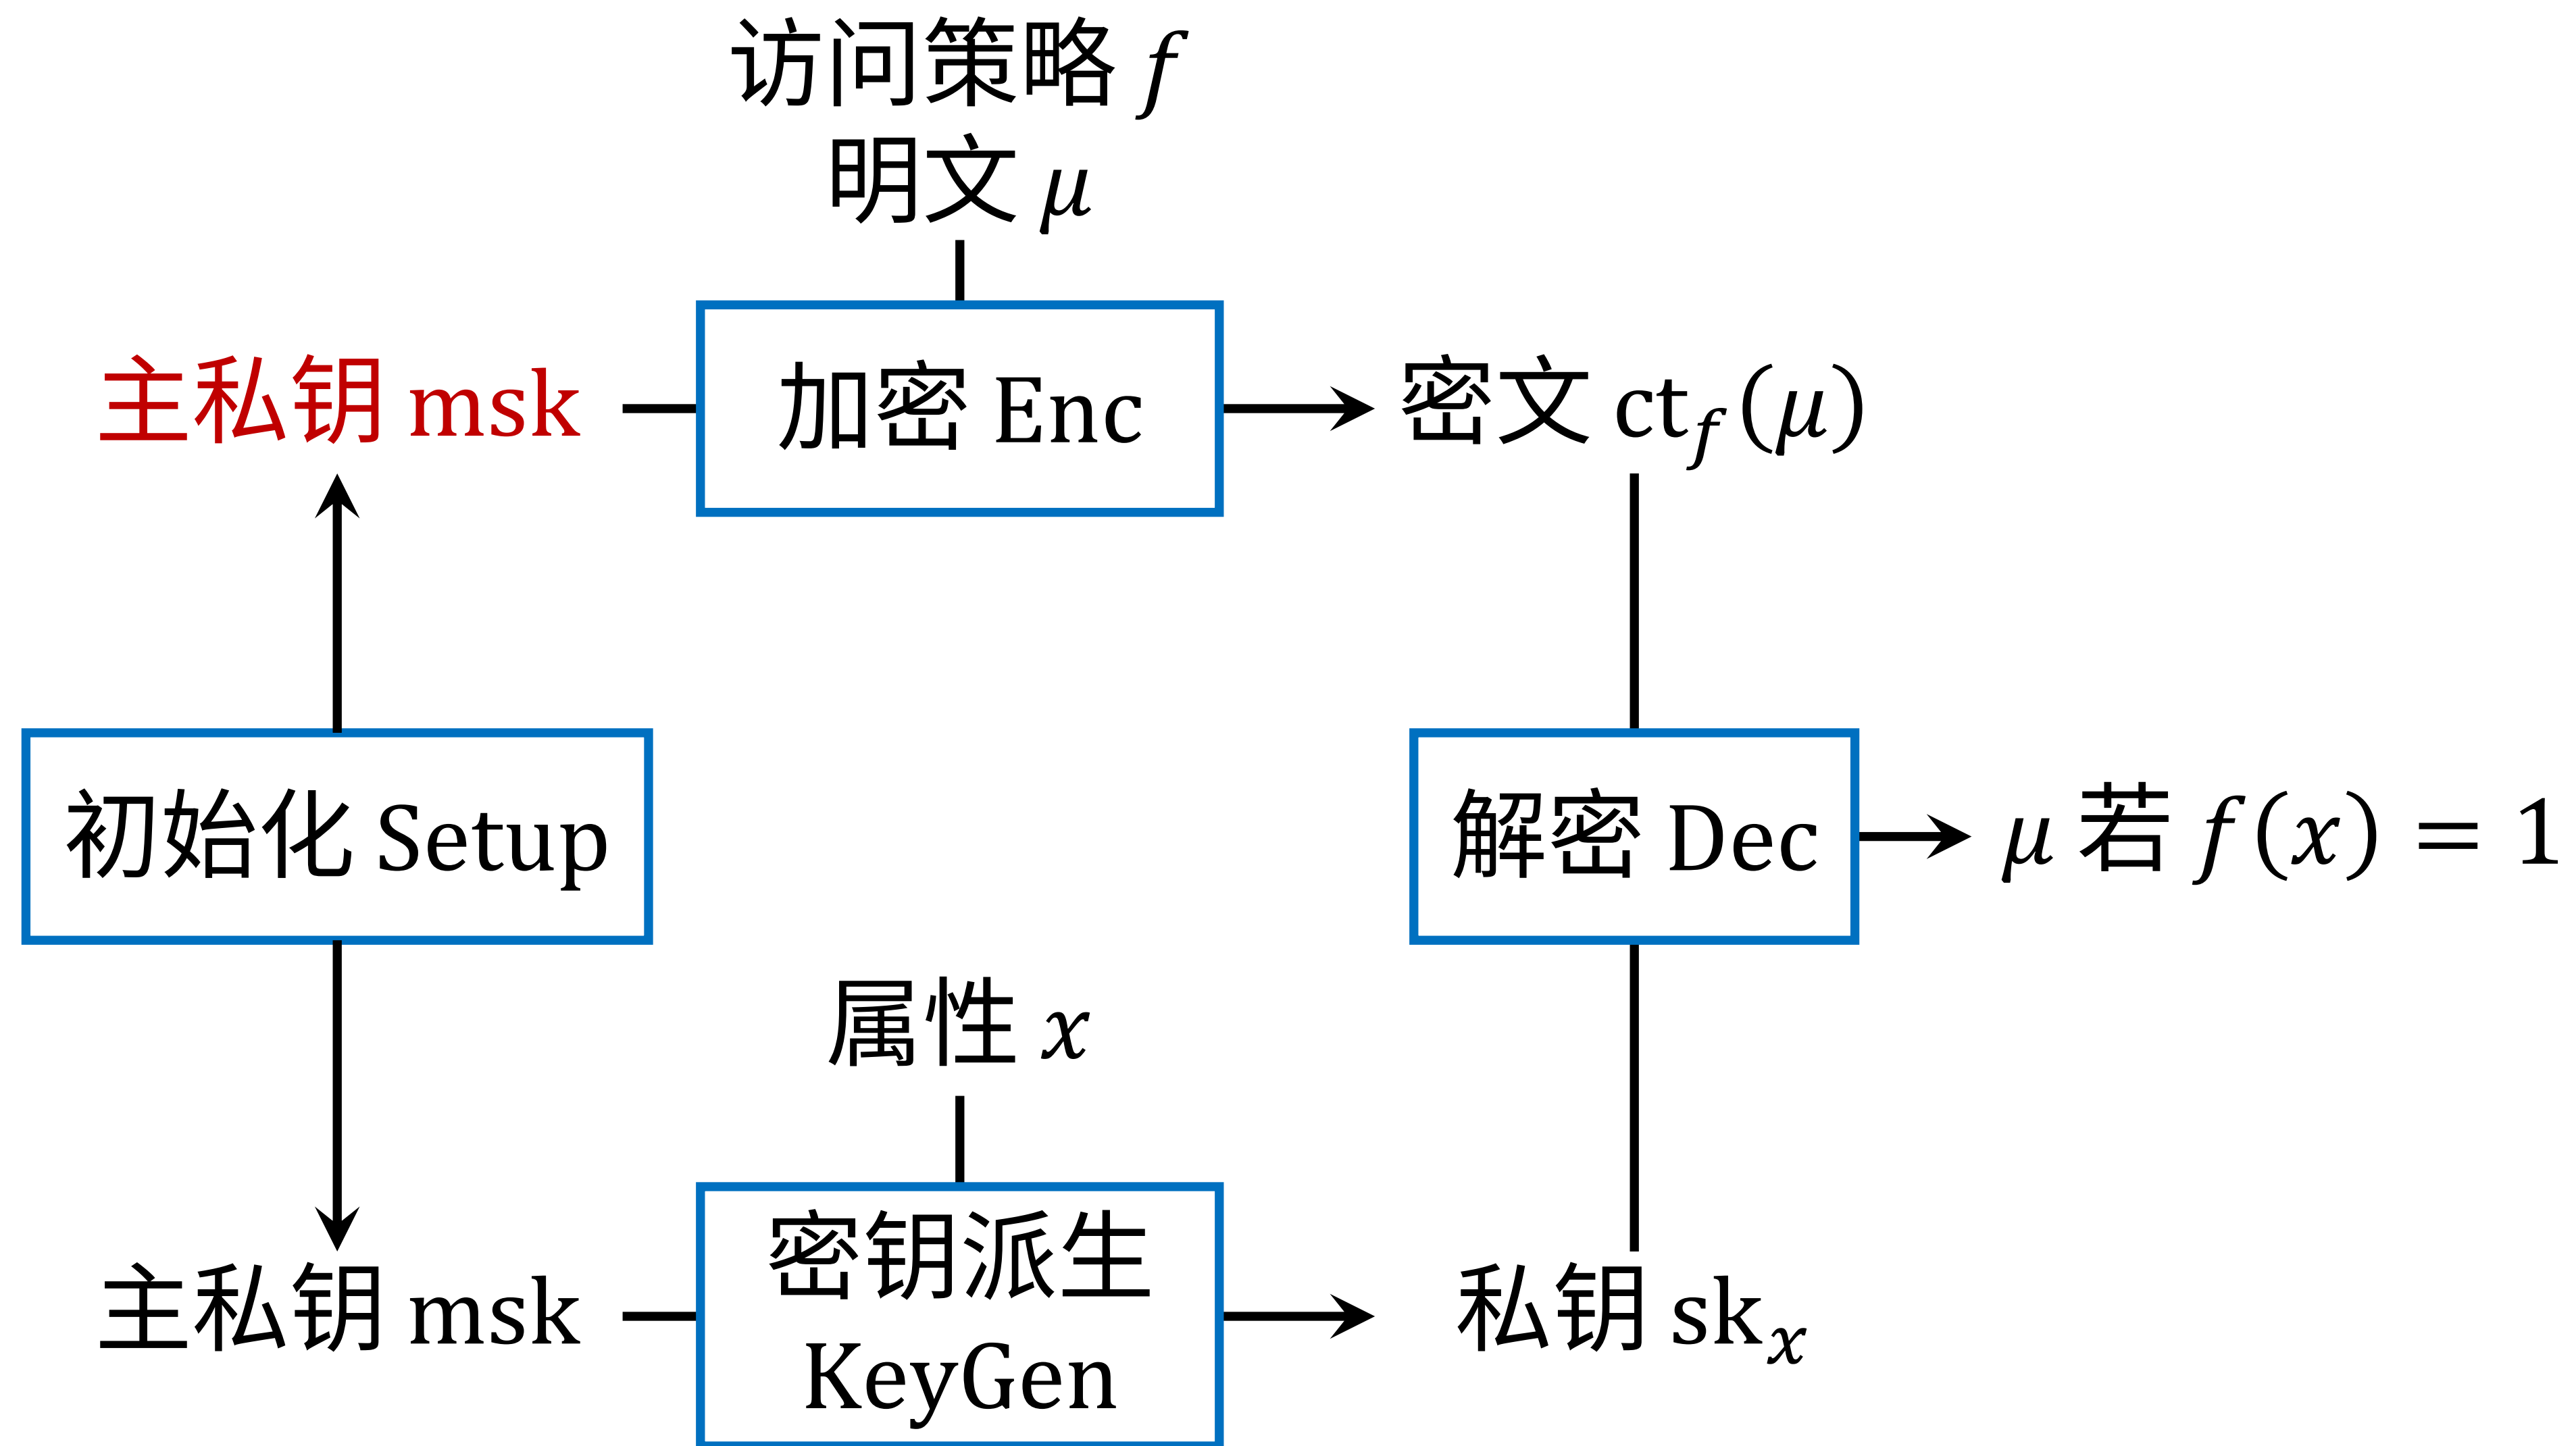 访问策略 f
明文 μ
主私钥 msk
加密 Enc
密文 ct_f(μ)
初始化 Setup
解密 Dec
μ 若 f(x) = 1
属性 x
主私钥 msk
密钥派生
KeyGen
私钥 sk_x